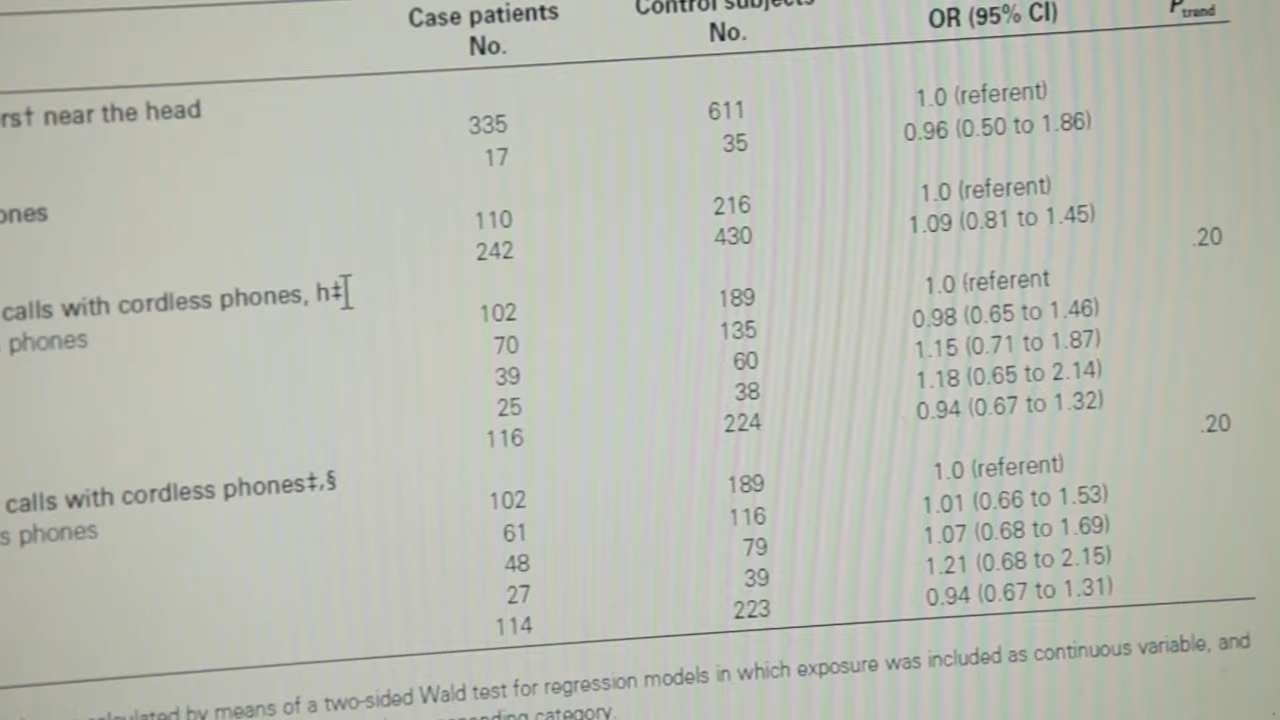 Case patients Control subjects OR (95% CI) P trend
No. No.
near the head
335 611 1.0 (referent)
17 35 0.96 (0.50 to 1.86)
110 216 1.0 (referent)
242 430 1.09 (0.81 to 1.45)
.20
calls with cordless phones, h‡
phones
102 189 1.0 (referent
70 135 0.98 (0.65 to 1.46)
39 60 1.15 (0.71 to 1.87)
25 38 1.18 (0.65 to 2.14)
116 224 0.94 (0.67 to 1.32)
.20
calls with cordless phones‡,§
phones
102 189 1.0 (referent)
61 116 1.01 (0.66 to 1.53)
48 79 1.07 (0.68 to 1.69)
27 39 1.21 (0.68 to 2.15)
114 223 0.94 (0.67 to 1.31)
by means of a two-sided Wald test for regression models in which exposure was included as continuous variable, and
category.